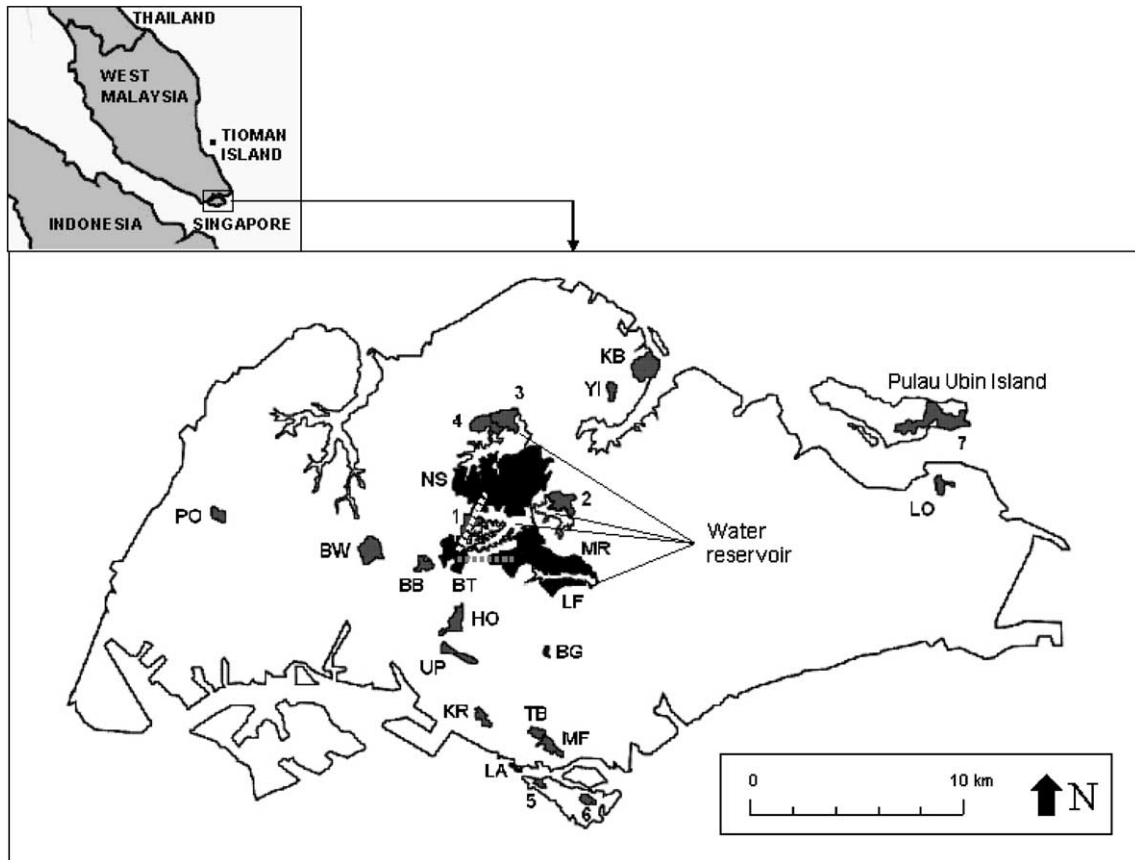 THAILAND
WEST
MALAYSIA
TIOMAN
ISLAND
INDONESIA
SINGAPORE
KB
YI
Pulau Ubin Island
3
4
7
NS
2
LO
PO
1
Water
reservoir
BW
MR
BB
BT
LF
HO
BG
UP
KR
TB
MF
LA
5
6
0
10 km
N